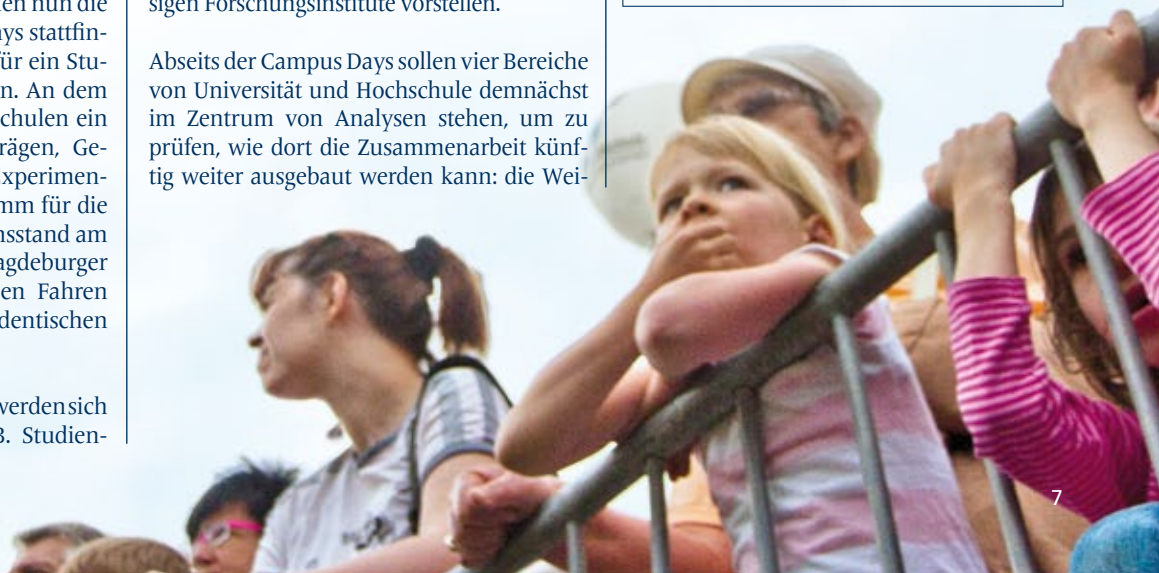 en nun die
ys stattfin-
ür ein Stu-
n. An dem
chulen ein
rägen, Ge-
Experimen-
mm für die
nsstand am
agdeburger
en Fahren
dentischen
werden sich
3. Studien-
sigen Forschungsinstitute vorstellen.
Abseits der Campus Days sollen vier Bereiche
von Universität und Hochschule demnächst
im Zentrum von Analysen stehen, um zu
prüfen, wie dort die Zusammenarbeit künf-
tig weiter ausgebaut werden kann: die Wei-
7